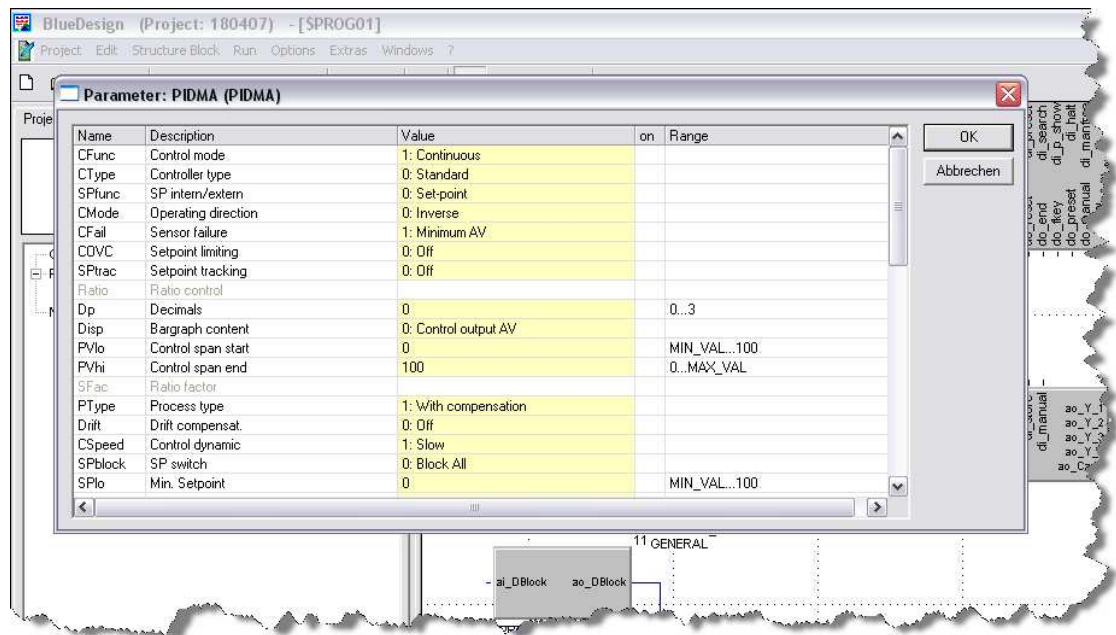 BlueDesign (Project: 180407) - [$PROG01]
Project Edit Structure Block Run Options Extras Windows ?
Parameter: PIDMA (PIDMA)
Proje
Name Description Value on Range
CFunc Control mode 1: Continuous
CType Controller type 0: Standard
SPfunc SP intern/extern 0: Set-point
CMode Operating direction 0: Inverse
CFail Sensor failure 1: Minimum AV
COVC Setpoint limiting 0: Off
SPtrac Setpoint tracking 0: Off
Ratio Ratio control
Dp Decimals 0 0...3
Disp Bargraph content 0: Control output AV
PVlo Control span start 0 MIN_VAL...100
PVhi Control span end 100 0...MAX_VAL
SFac Ratio factor
PType Process type 1: With compensation
Drift Drift compensat. 0: Off
CSpeed Control dynamic 1: Slow
SPblock SP switch 0: Block All
SPlo Min. Setpoint 0 MIN_VAL...100
OK
Abbrechen
di_search
di_p_show
di_halt
do_end
do_fkey
do_preset
do_manual
di_manual
ao_Y_1
ao_Y_2
11 GENERAL
ai_DBlock ao_DBlock